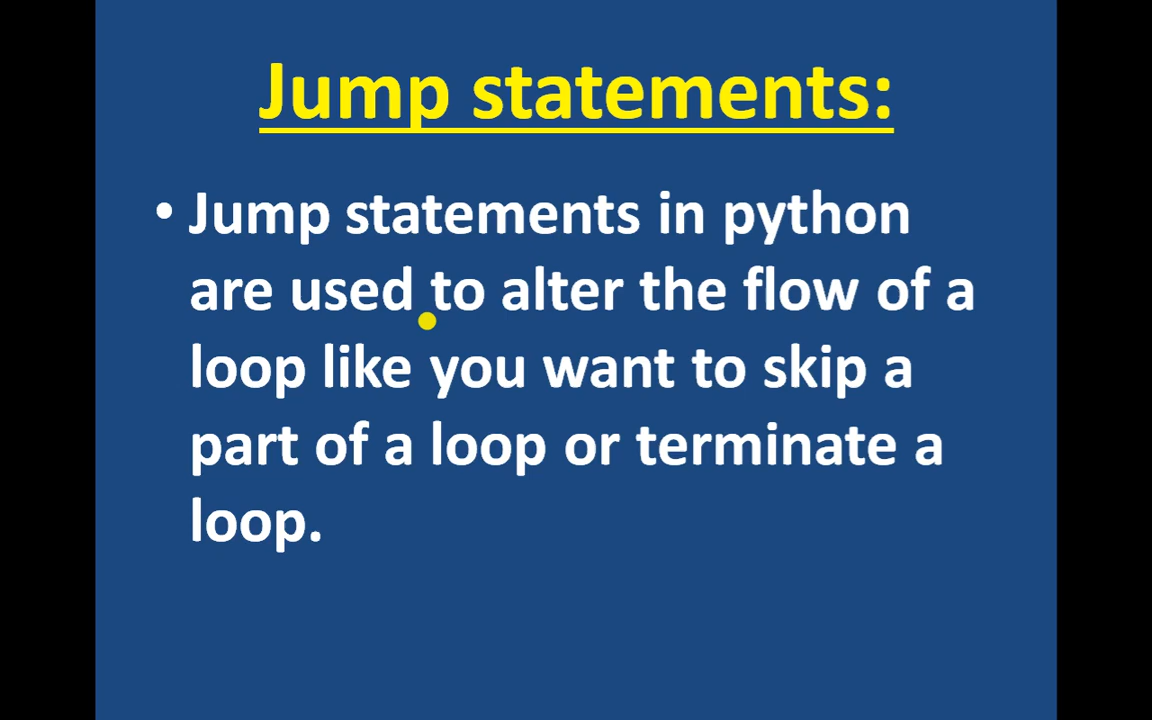 Jump statements:
• Jump statements in python
are used to alter the flow of a
loop like you want to skip a
part of a loop or terminate a
loop.